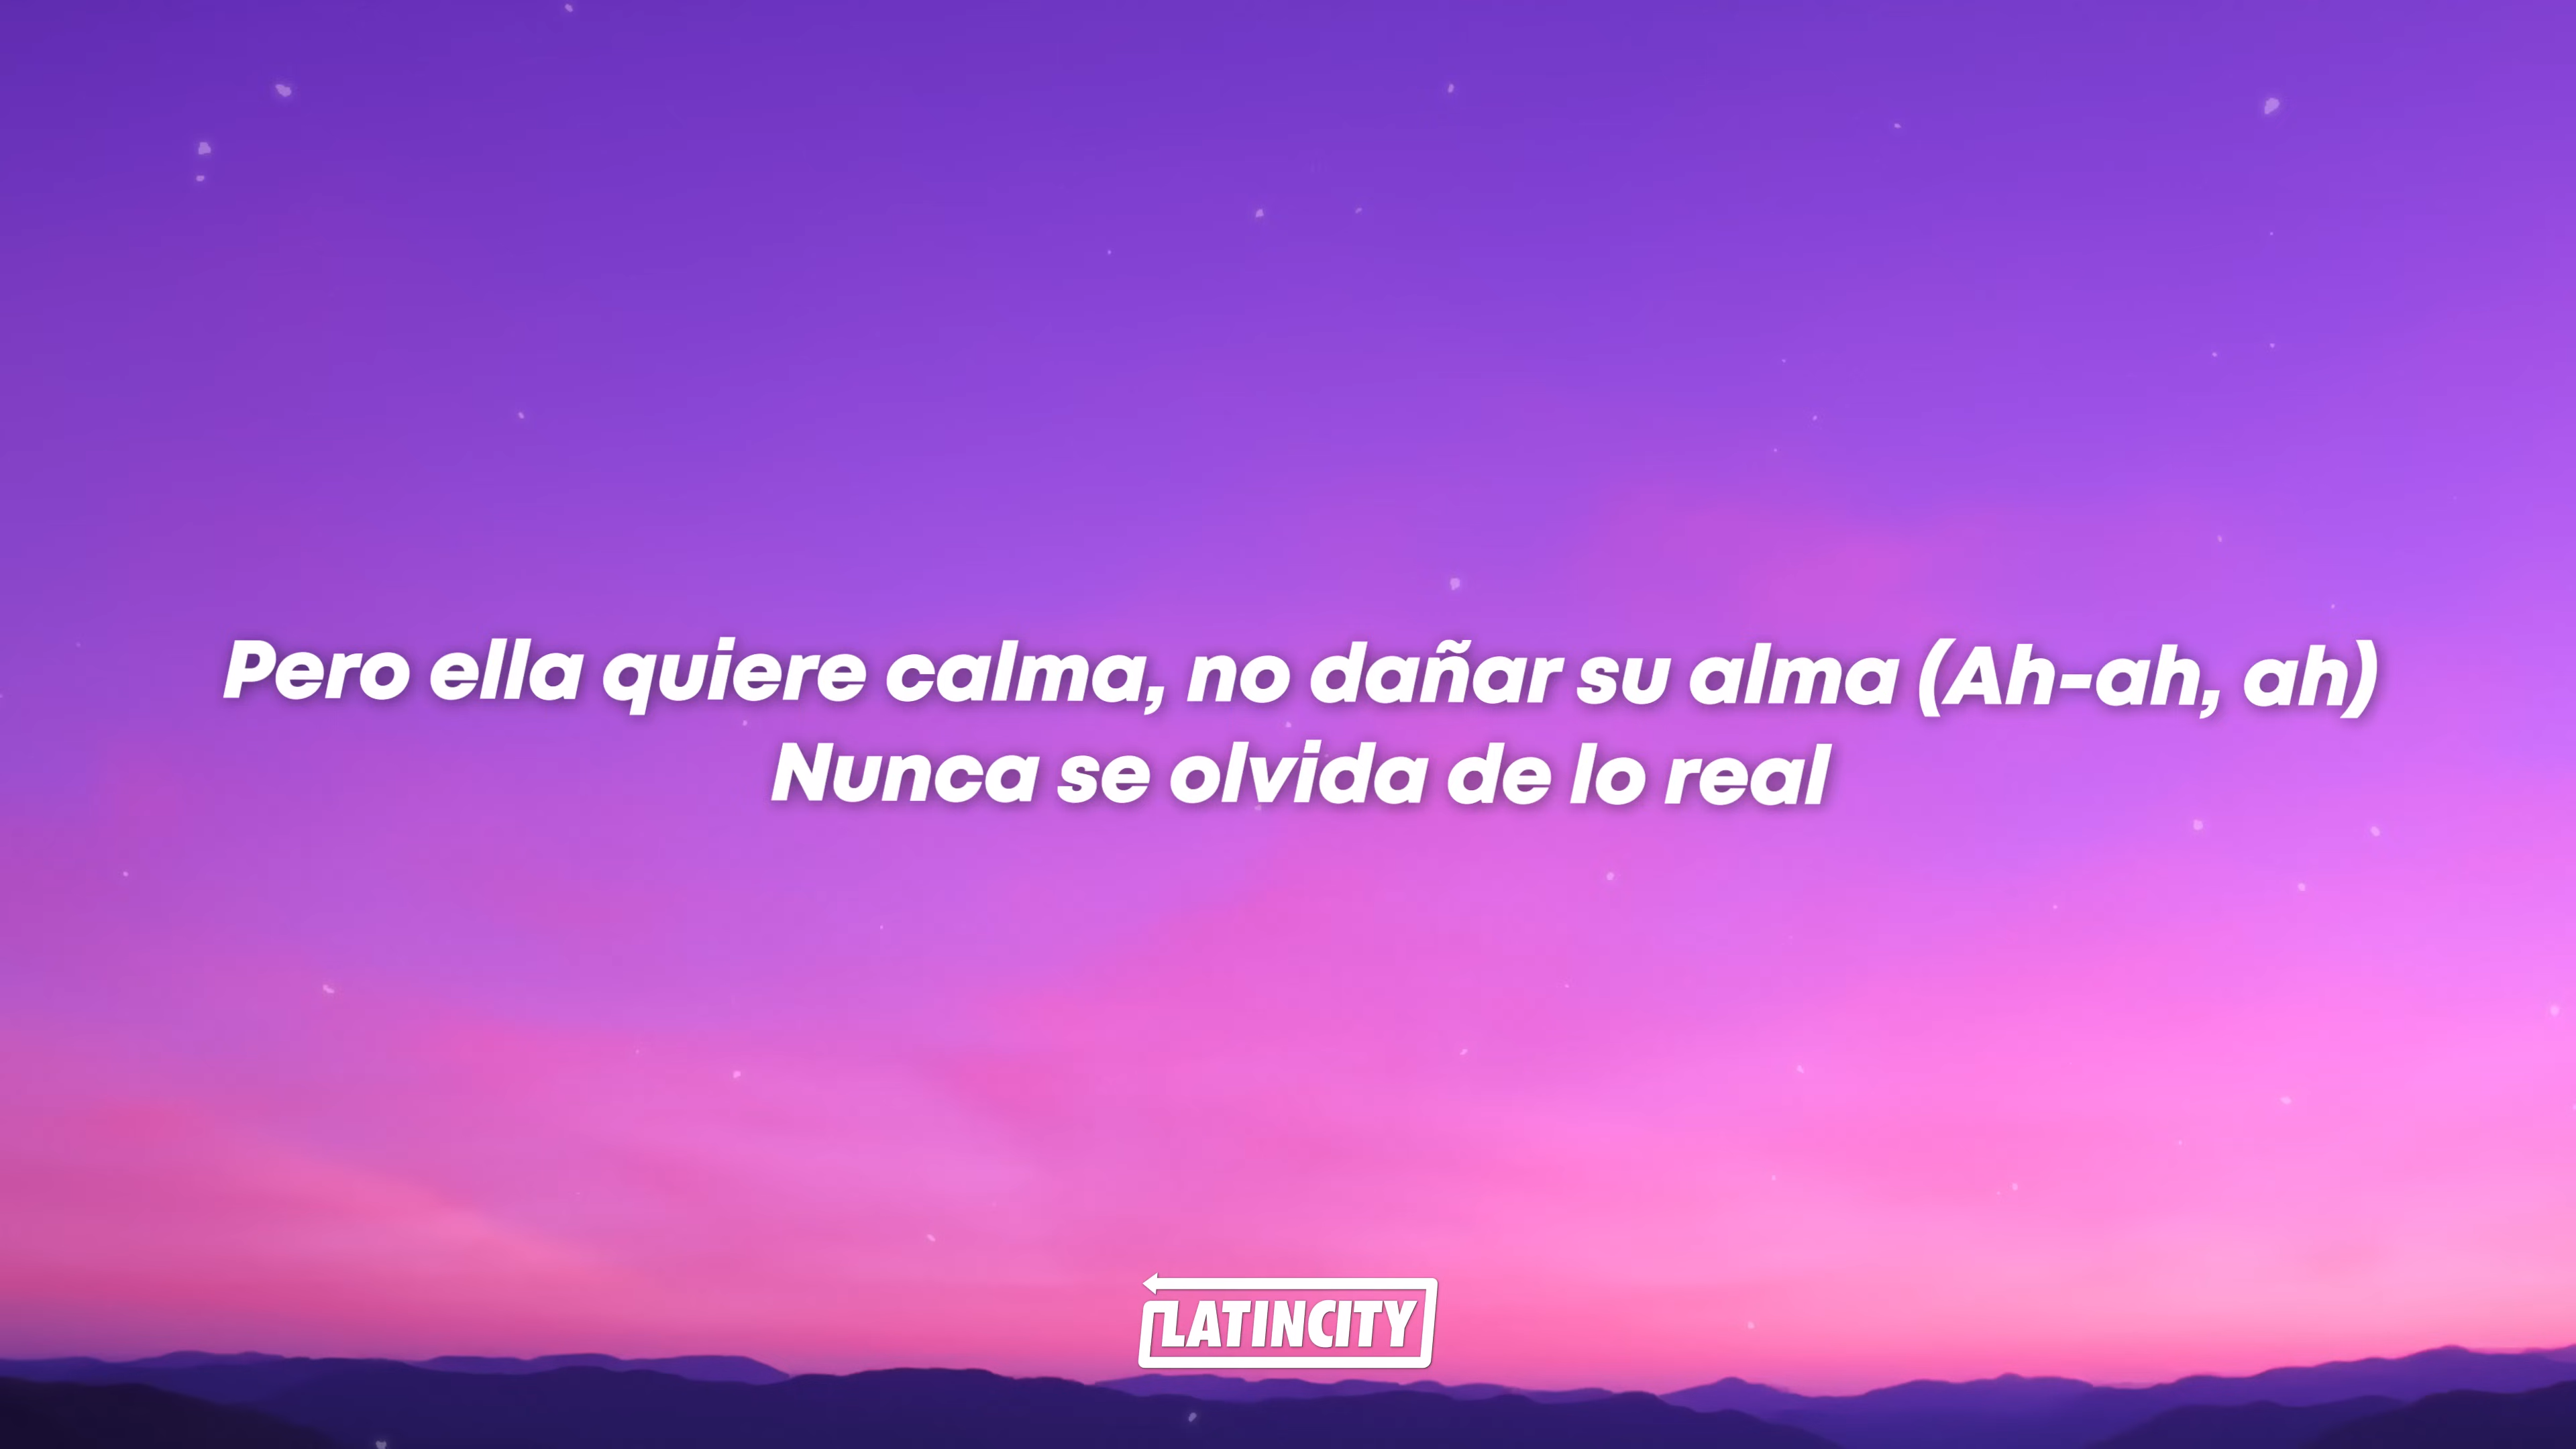 Pero ella quiere calma, no dañar su alma (Ah-ah, ah)
Nunca se olvida de lo real
LATINCITY